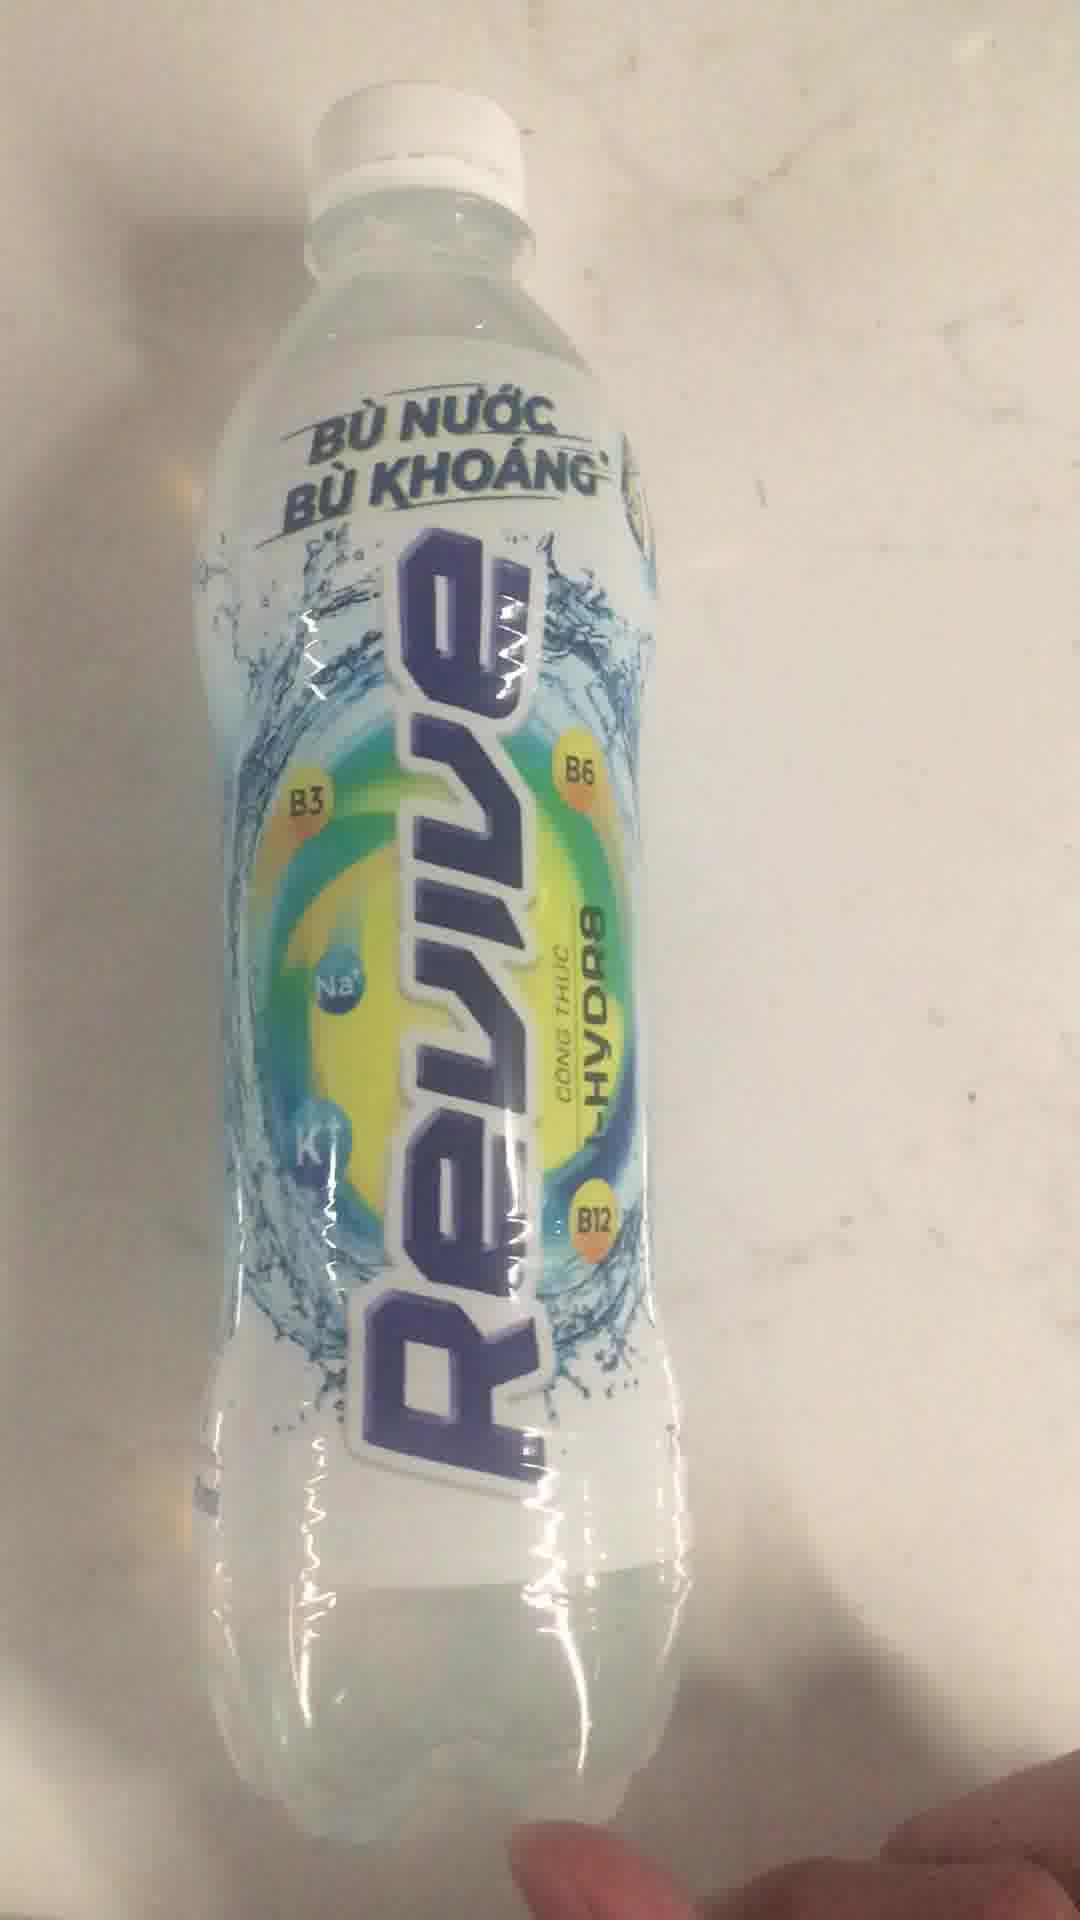 BÙ NƯỚC
BÙ KHOÁNG*
Revive
B3
B6
Na⁺
K⁺
CÔNG THỨC
HYDR8
B12